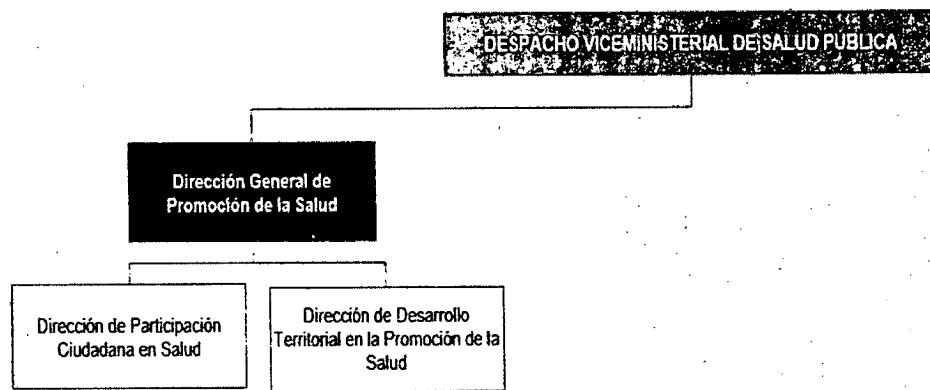 DESPACHO VICEMINISTERIAL DE SALUD PÚBLICA
Dirección General de
Promoción de la Salud
Dirección de Participación
Ciudadana en Salud
Dirección de Desarrollo
Territorial en la Promoción de la
Salud